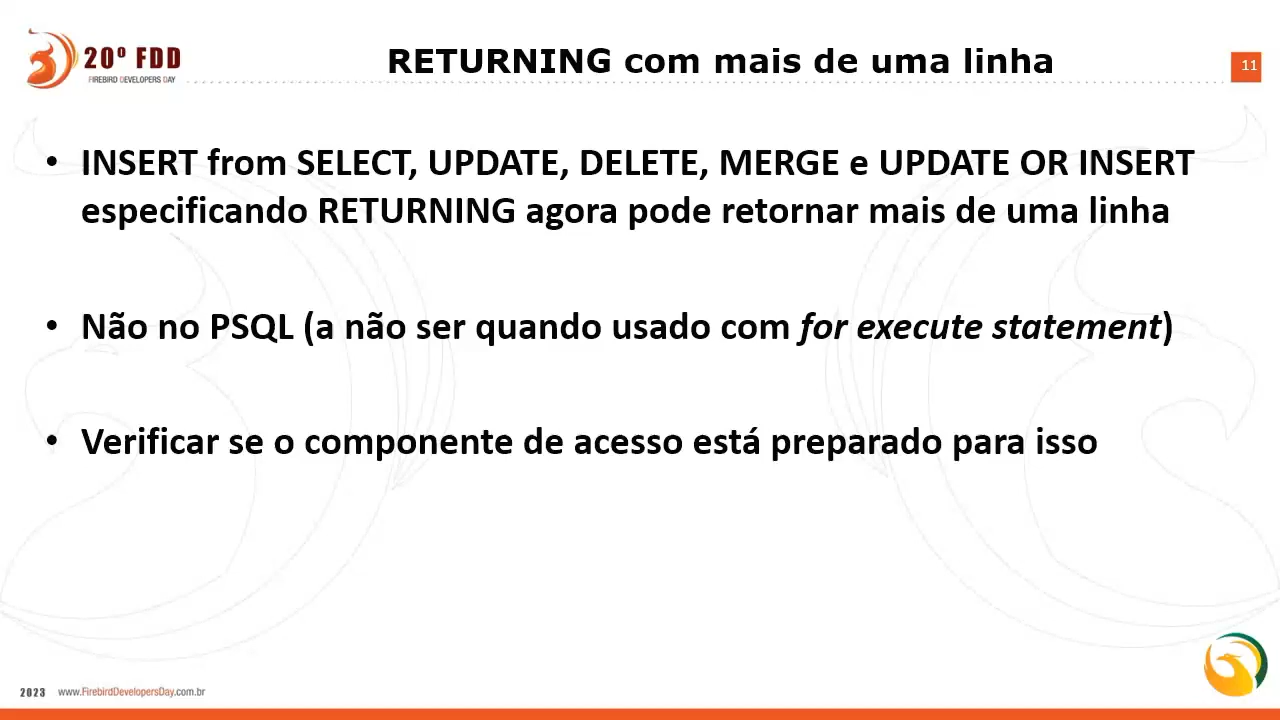 20º FDD
FIREBIRD DEVELOPERS DAY
RETURNING com mais de uma linha
11
• INSERT from SELECT, UPDATE, DELETE, MERGE e UPDATE OR INSERT
especificando RETURNING agora pode retornar mais de uma linha
• Não no PSQL (a não ser quando usado com for execute statement)
• Verificar se o componente de acesso está preparado para isso
2023 www.FirebirdDevelopersDay.com.br